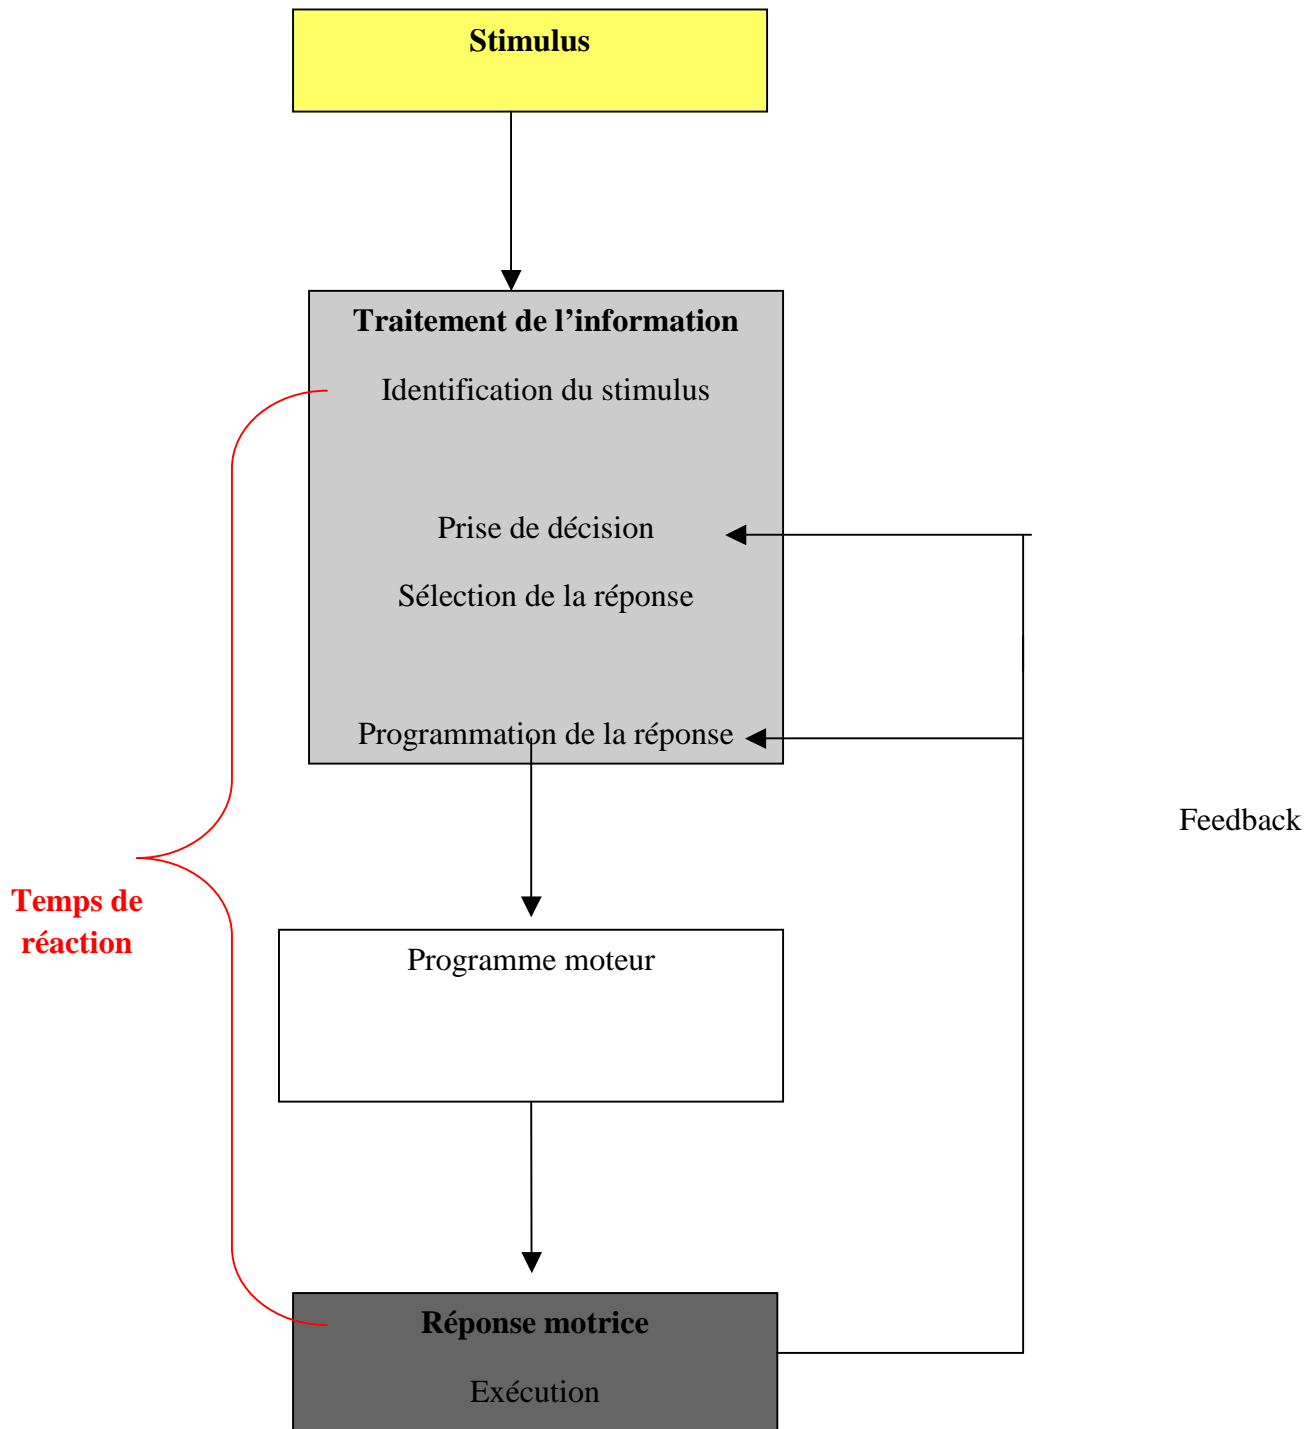 Stimulus
Traitement de l’information
Identification du stimulus
Prise de décision
Sélection de la réponse
Programmation de la réponse
Feedback
Temps de
réaction
Programme moteur
Réponse motrice
Exécution